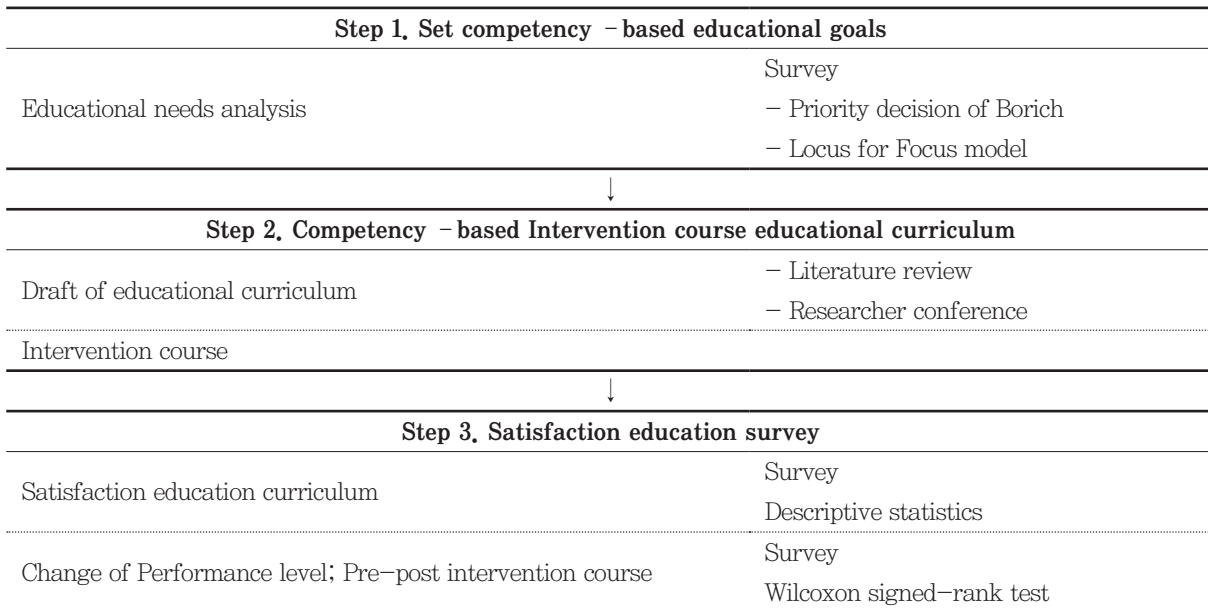 Step 1. Set competency -based educational goals
Survey
Educational needs analysis
- Priority decision of Borich
- Locus for Focus model
↓
Step 2. Competency -based Intervention course educational curriculum
- Literature review
Draft of educational curriculum
- Researcher conference
Intervention course
↓
Step 3. Satisfaction education survey
Survey
Satisfaction education curriculum
Descriptive statistics
Survey
Change of Performance level; Pre-post intervention course
Wilcoxon signed-rank test